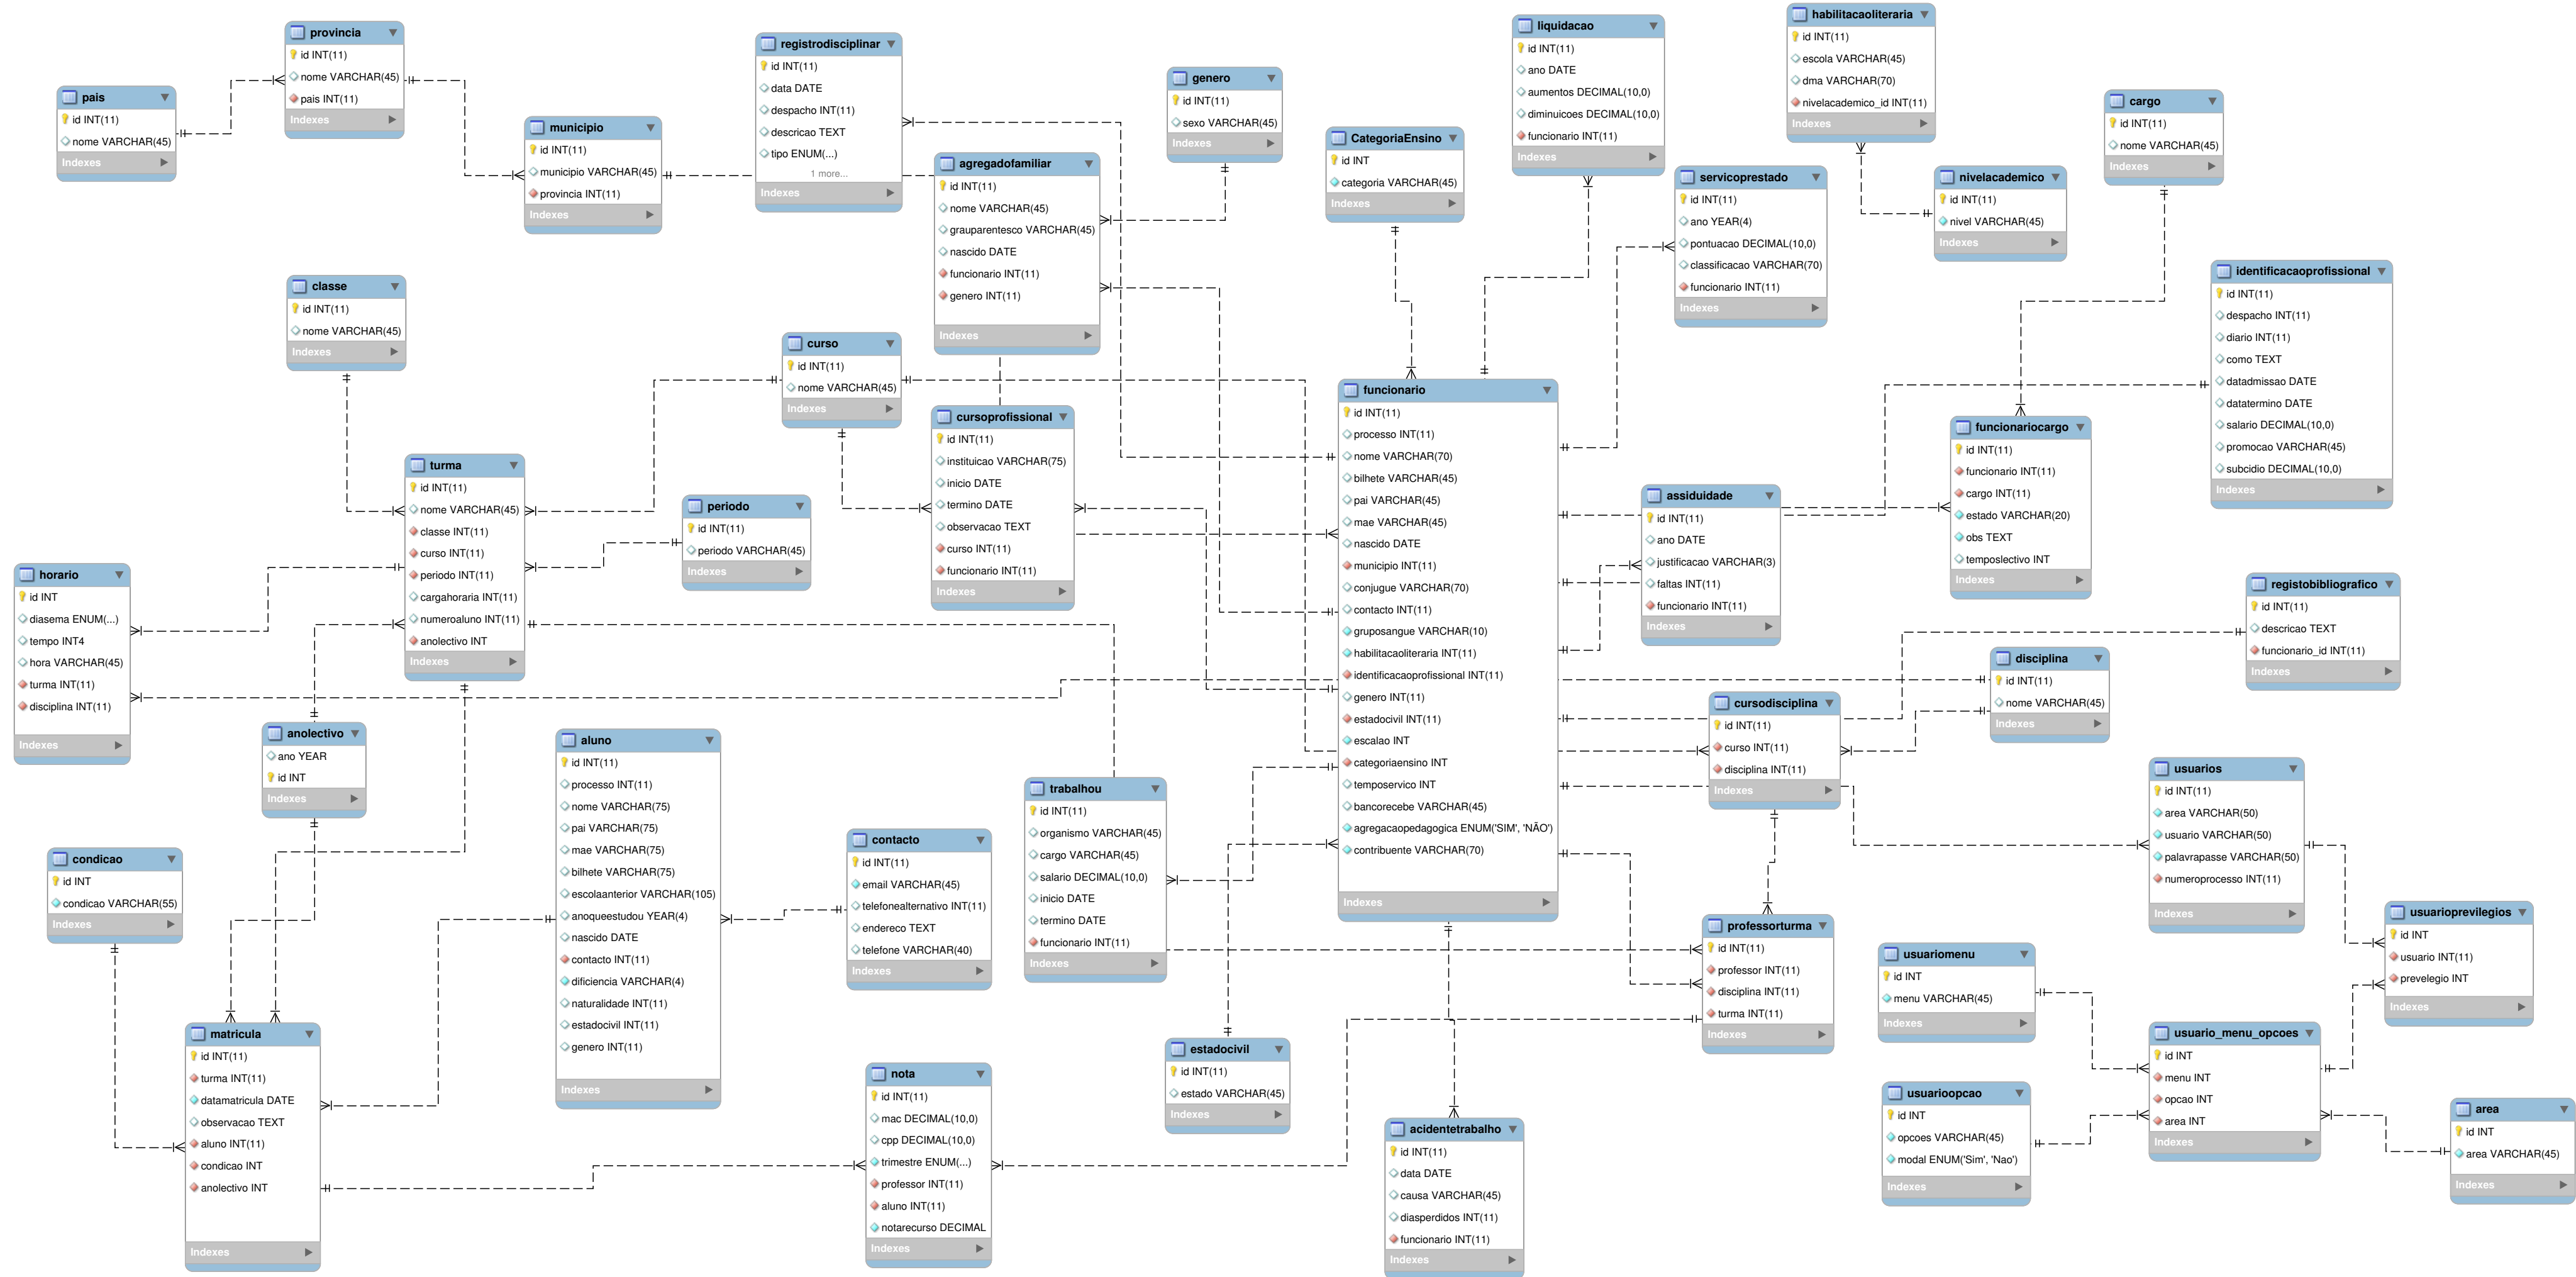 pais
id INT(11)
nome VARCHAR(45)
Indexes
provincia
id INT(11)
nome VARCHAR(45)
pais INT(11)
Indexes
municipio
id INT(11)
municipio VARCHAR(45)
provincia INT(11)
Indexes
registrodisciplinar
id INT(11)
data DATE
despacho INT(11)
descricao TEXT
tipo ENUM(...)
1 more...
Indexes
agregadofamiliar
id INT(11)
nome VARCHAR(45)
grauparentesco VARCHAR(45)
nascido DATE
funcionario INT(11)
genero INT(11)
Indexes
genero
id INT(11)
sexo VARCHAR(45)
Indexes
CategoriaEnsino
id INT
categoria VARCHAR(45)
Indexes
liquidacao
id INT(11)
ano DATE
aumentos DECIMAL(10,0)
diminuicoes DECIMAL(10,0)
funcionario INT(11)
Indexes
servicoprestado
id INT(11)
ano YEAR(4)
pontuacao DECIMAL(10,0)
classificacao VARCHAR(70)
funcionario INT(11)
Indexes
habilitacaoliteraria
id INT(11)
escola VARCHAR(45)
dma VARCHAR(70)
nivelacademico_id INT(11)
Indexes
nivelacademico
id INT(11)
nivel VARCHAR(45)
Indexes
cargo
id INT(11)
nome VARCHAR(45)
Indexes
identificacaoprofissional
id INT(11)
despacho INT(11)
diario INT(11)
como TEXT
datadmissao DATE
datatermino DATE
salario DECIMAL(10,0)
promocao VARCHAR(45)
subcidio DECIMAL(10,0)
Indexes
classe
id INT(11)
nome VARCHAR(45)
Indexes
curso
id INT(11)
nome VARCHAR(45)
Indexes
cursoprofissional
id INT(11)
instituicao VARCHAR(75)
inicio DATE
termino DATE
observacao TEXT
curso INT(11)
funcionario INT(11)
Indexes
turma
id INT(11)
nome VARCHAR(45)
classe INT(11)
curso INT(11)
periodo INT(11)
cargahoraria INT(11)
numeroaluno INT(11)
anolectivo INT
Indexes
periodo
id INT(11)
periodo VARCHAR(45)
Indexes
horario
id INT
diasema ENUM(...)
tempo INT4
hora VARCHAR(45)
turma INT(11)
disciplina INT(11)
Indexes
funcionario
id INT(11)
processo INT(11)
nome VARCHAR(70)
bilhete VARCHAR(45)
pai VARCHAR(45)
mae VARCHAR(45)
nascido DATE
municipio INT(11)
conjugue VARCHAR(70)
contacto INT(11)
gruposangue VARCHAR(10)
habilitacaoliteraria INT(11)
identificacaoprofissional INT(11)
genero INT(11)
estadocivil INT(11)
escalao INT
categoriaensino INT
temposervico INT
bancorecebe VARCHAR(45)
agregacaopedagogica ENUM('SIM', 'NÃO')
contribuente VARCHAR(70)
Indexes
assiduidade
id INT(11)
ano DATE
justificacao VARCHAR(3)
faltas INT(11)
funcionario INT(11)
Indexes
funcionariocargo
id INT(11)
funcionario INT(11)
cargo INT(11)
estado VARCHAR(20)
obs TEXT
temposlectivo INT
Indexes
registobibliografico
id INT(11)
descricao TEXT
funcionario_id INT(11)
Indexes
disciplina
id INT(11)
nome VARCHAR(45)
Indexes
cursodisciplina
id INT(11)
curso INT(11)
disciplina INT(11)
Indexes
anolectivo
ano YEAR
id INT
Indexes
aluno
id INT(11)
processo INT(11)
nome VARCHAR(75)
pai VARCHAR(75)
mae VARCHAR(75)
bilhete VARCHAR(75)
escolaanterior VARCHAR(105)
anoqueestudou YEAR(4)
nascido DATE
contacto INT(11)
dificiencia VARCHAR(4)
naturalidade INT(11)
estadocivil INT(11)
genero INT(11)
Indexes
contacto
id INT(11)
email VARCHAR(45)
telefonealternativo INT(11)
endereco TEXT
telefone VARCHAR(40)
Indexes
trabalhou
id INT(11)
organismo VARCHAR(45)
cargo VARCHAR(45)
salario DECIMAL(10,0)
inicio DATE
termino DATE
funcionario INT(11)
Indexes
condicao
id INT
condicao VARCHAR(55)
Indexes
matricula
id INT(11)
turma INT(11)
datamatricula DATE
observacao TEXT
aluno INT(11)
condicao INT
anolectivo INT
Indexes
nota
id INT(11)
mac DECIMAL(10,0)
cpp DECIMAL(10,0)
trimestre ENUM(...)
professor INT(11)
aluno INT(11)
notarecurso DECIMAL
Indexes
estadocivil
id INT(11)
estado VARCHAR(45)
Indexes
acidentetrabalho
id INT(11)
data DATE
causa VARCHAR(45)
diasperdidos INT(11)
funcionario INT(11)
Indexes
professorturma
id INT(11)
professor INT(11)
disciplina INT(11)
turma INT(11)
Indexes
usuarios
id INT(11)
area VARCHAR(50)
usuario VARCHAR(50)
palavrapasse VARCHAR(50)
numeroprocesso INT(11)
Indexes
usuarioprevilegios
id INT
usuario INT(11)
prevelegio INT
Indexes
usuariomenu
id INT
menu VARCHAR(45)
Indexes
usuario_menu_opcoes
id INT
menu INT
opcao INT
area INT
Indexes
usuarioopcao
id INT
opcoes VARCHAR(45)
modal ENUM('Sim', 'Nao')
Indexes
area
id INT
area VARCHAR(45)
Indexes